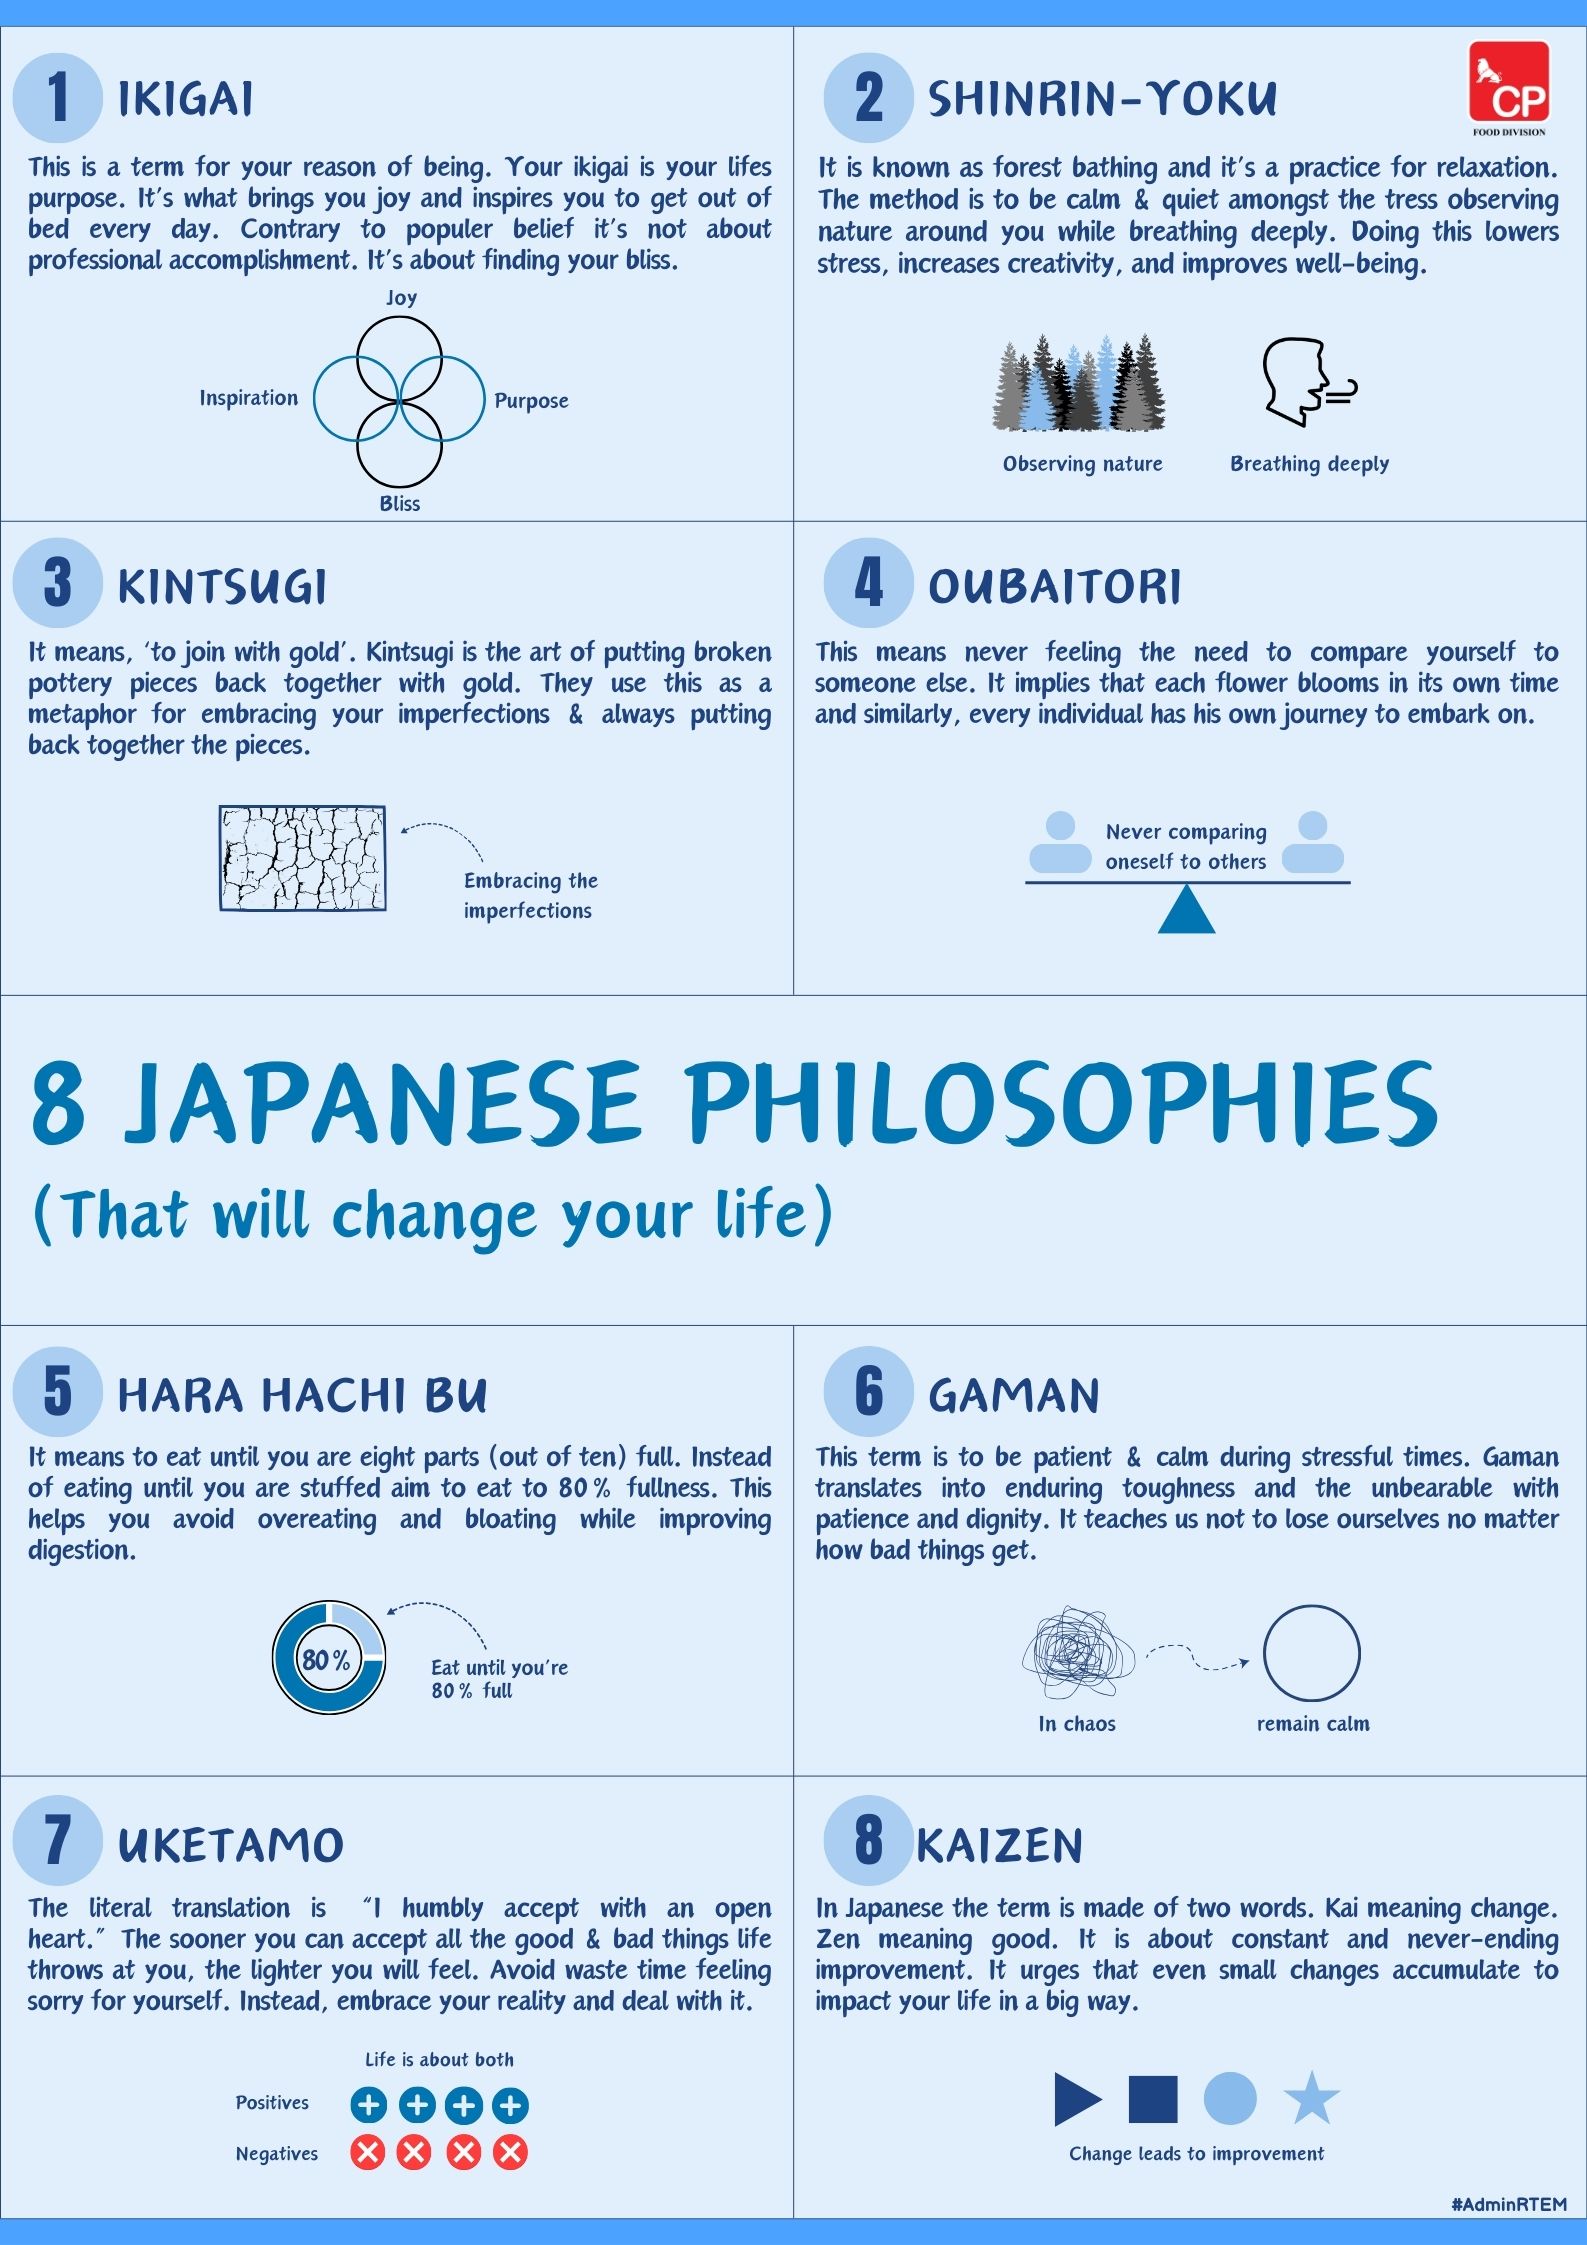 1 IKIGAI
This is a term for your reason of being. Your ikigai is your lifes
purpose. It's what brings you joy and inspires you to get out of
bed every day. Contrary to populer belief it's not about
professional accomplishment. It's about finding your bliss.
Joy
Inspiration
Purpose
Bliss
2 SHINRIN-YOKU
CP
FOOD DIVISION
It is known as forest bathing and it's a practice for relaxation.
The method is to be calm & quiet amongst the tress observing
nature around you while breathing deeply. Doing this lowers
stress, increases creativity, and improves well-being.
Observing nature
Breathing deeply
3 KINTSUGI
It means, 'to join with gold'. Kintsugi is the art of putting broken
pottery pieces back together with gold. They use this as a
metaphor for embracing your imperfections & always putting
back together the pieces.
Embracing the
imperfections
4 OUBAITORI
This means never feeling the need to compare yourself to
someone else. It implies that each flower blooms in its own time
and similarly, every individual has his own journey to embark on.
Never comparing
oneself to others
8 JAPANESE PHILOSOPHIES
(That will change your life)
5 HARA HACHI BU
It means to eat until you are eight parts (out of ten) full. Instead
of eating until you are stuffed aim to eat to 80% fullness. This
helps you avoid overeating and bloating while improving
digestion.
80%
Eat until you're
80% full
6 GAMAN
This term is to be patient & calm during stressful times. Gaman
translates into enduring toughness and the unbearable with
patience and dignity. It teaches us not to lose ourselves no matter
how bad things get.
In chaos
remain calm
7 UKETAMO
The literal translation is "I humbly accept with an open
heart." The sooner you can accept all the good & bad things life
throws at you, the lighter you will feel. Avoid waste time feeling
sorry for yourself. Instead, embrace your reality and deal with it.
Life is about both
Positives
Negatives
8 KAIZEN
In Japanese the term is made of two words. Kai meaning change.
Zen meaning good. It is about constant and never-ending
improvement. It urges that even small changes accumulate to
impact your life in a big way.
Change leads to improvement
#AdminRTEM